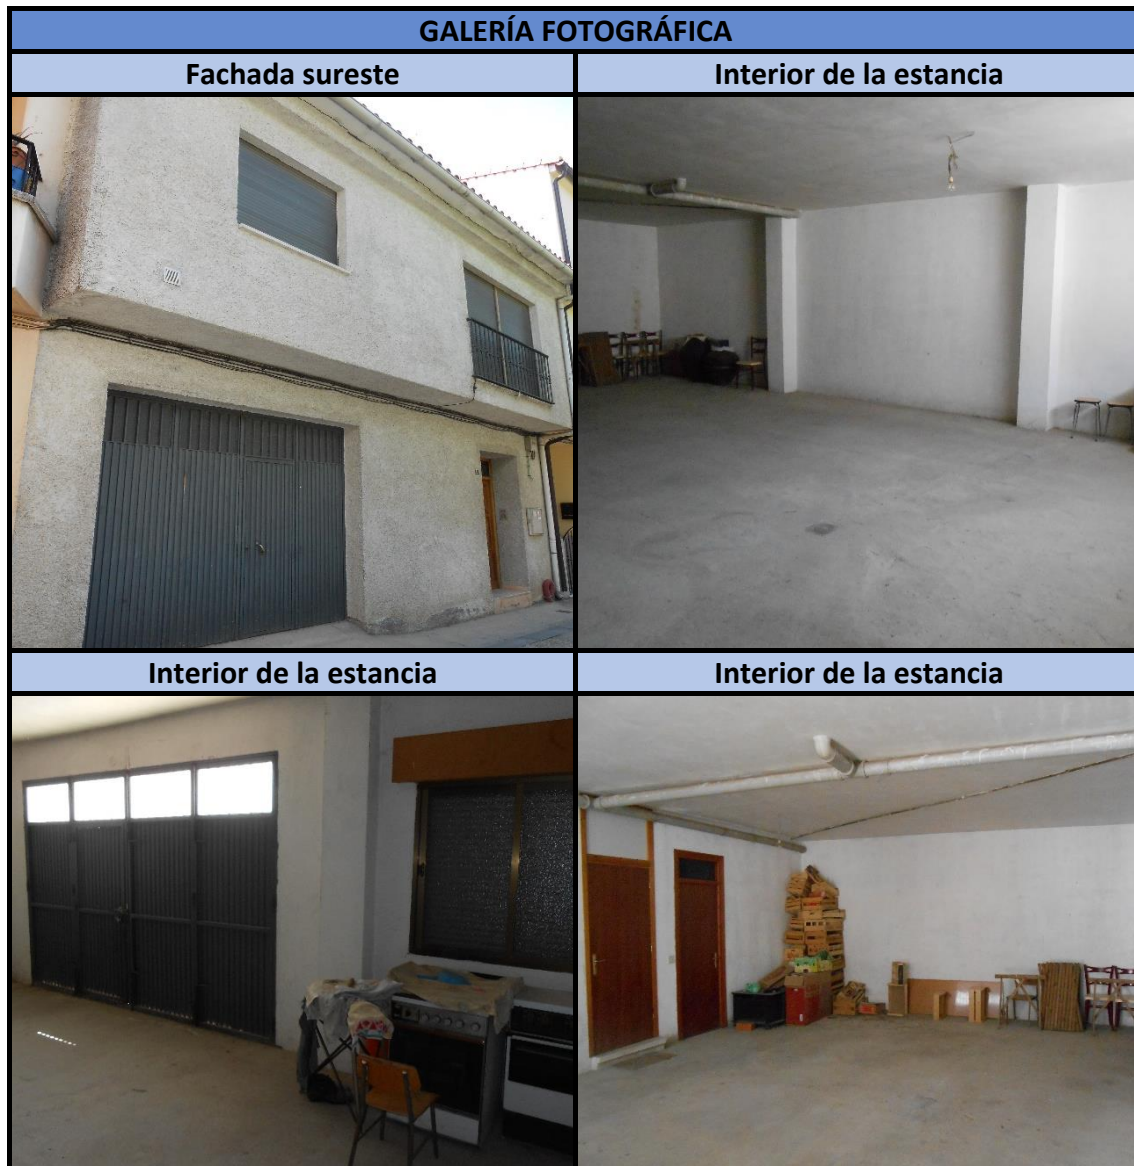 GALERÍA FOTOGRÁFICA
Fachada sureste
Interior de la estancia
Interior de la estancia
Interior de la estancia